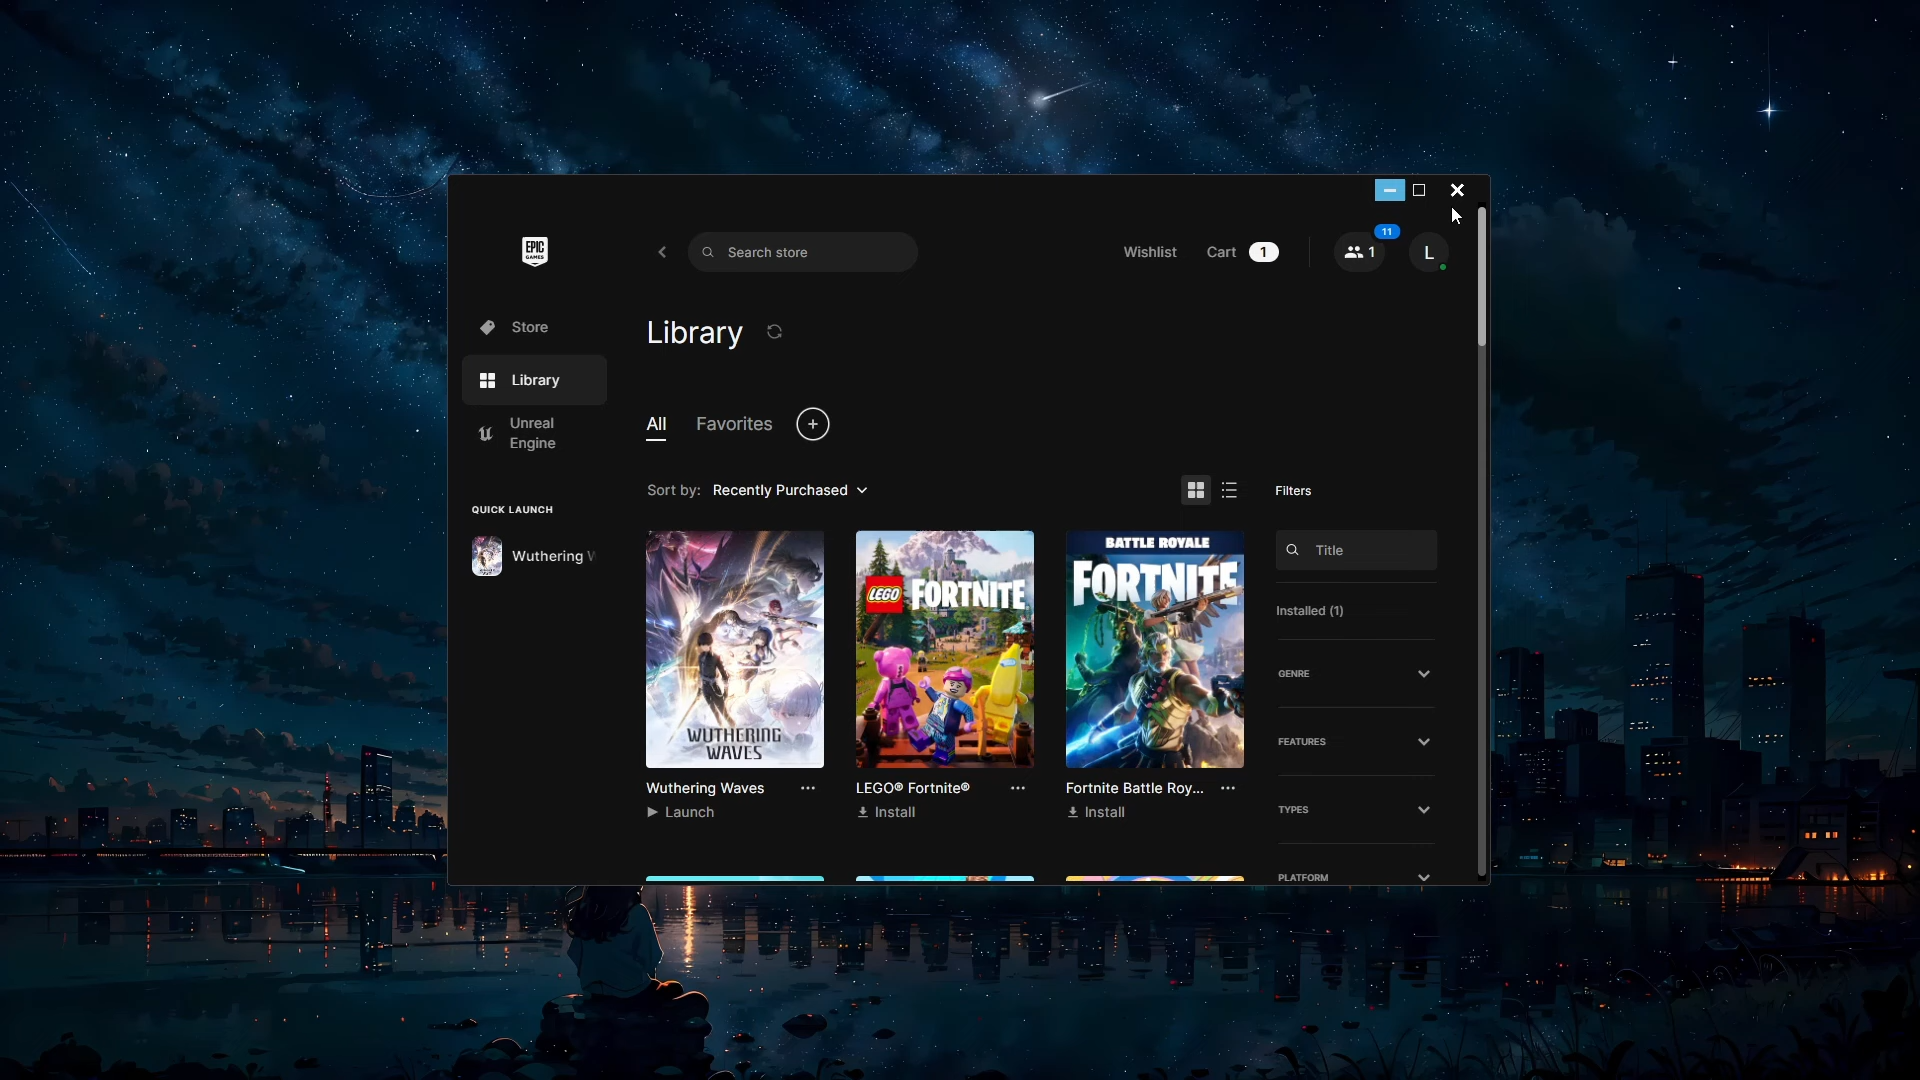 EPIC
GAMES
Search store
Wishlist
Cart 1
11
1
L
Store
Library
Unreal
Engine
QUICK LAUNCH
Wuthering W
Library
All
Favorites
Sort by: Recently Purchased
Filters
Title
Installed (1)
GENRE
FEATURES
TYPES
PLATFORM
WUTHERING
WAVES
Wuthering Waves
Launch
LEGO FORTNITE
LEGO® Fortnite®
Install
BATTLE ROYALE
FORTNITE
Fortnite Battle Roy...
Install